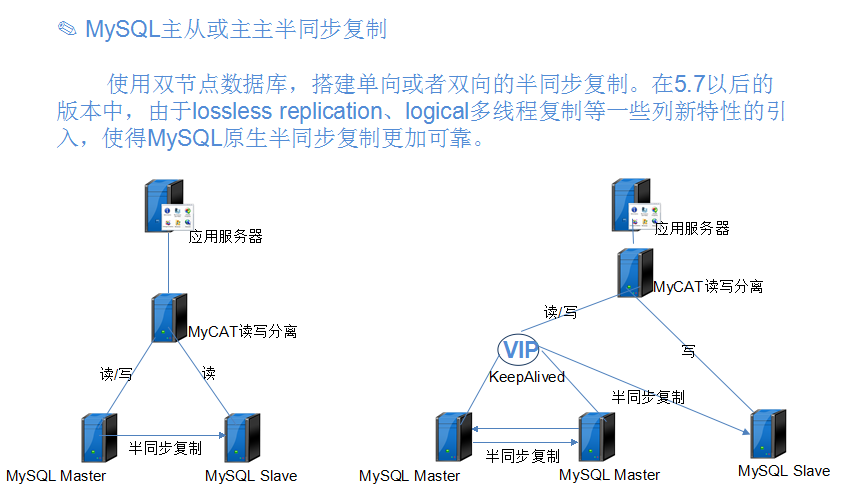 ✎ MySQL主从或主主半同步复制
使用双节点数据库，搭建单向或者双向的半同步复制。在5.7以后的
版本中，由于lossless replication、logical多线程复制等一些列新特性的引
入，使得MySQL原生半同步复制更加可靠。
应用服务器
MyCAT读写分离
读/写
读
半同步复制
MySQL Master
MySQL Slave
应用服务器
MyCAT读写分离
读/写
写
VIP
KeepAlived
半同步复制
半同步复制
MySQL Master
MySQL Master
MySQL Slave